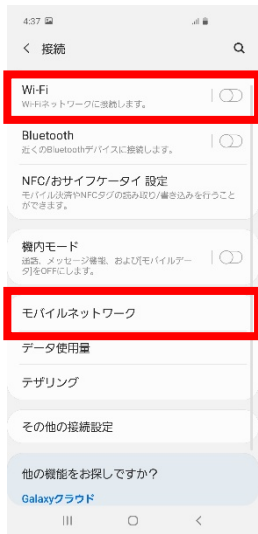 4:37
接続
Wi-Fi
Wi-Fiネットワークに接続します。
Bluetooth
近くのBluetoothデバイスに接続します。
NFC/おサイフケータイ 設定
モバイル決済やNFCタグの読み取り/書き込みを行うこと
ができます。
機内モード
通話、メッセージ機能、および[モバイルデー
タ]をOFFにします。
モバイルネットワーク
データ使用量
テザリング
その他の接続設定
他の機能をお探しですか?
Galaxyクラウド